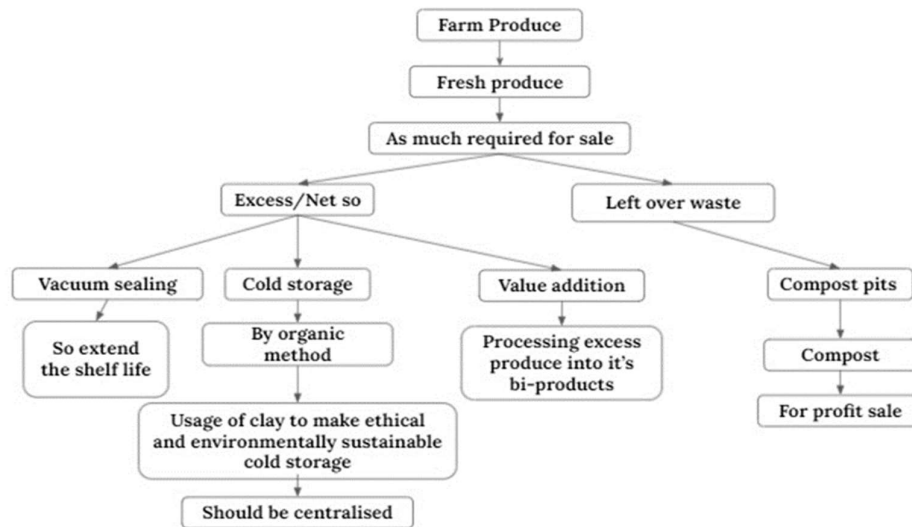 Farm Produce
Fresh produce
As much required for sale
Excess/Net so
Left over waste
Vacuum sealing
Cold storage
Value addition
Compost pits
So extend
the shelf life
By organic
method
Processing excess
produce into it's
bi-products
Compost
Usage of clay to make ethical
and environmentally sustainable
cold storage
For profit sale
Should be centralised